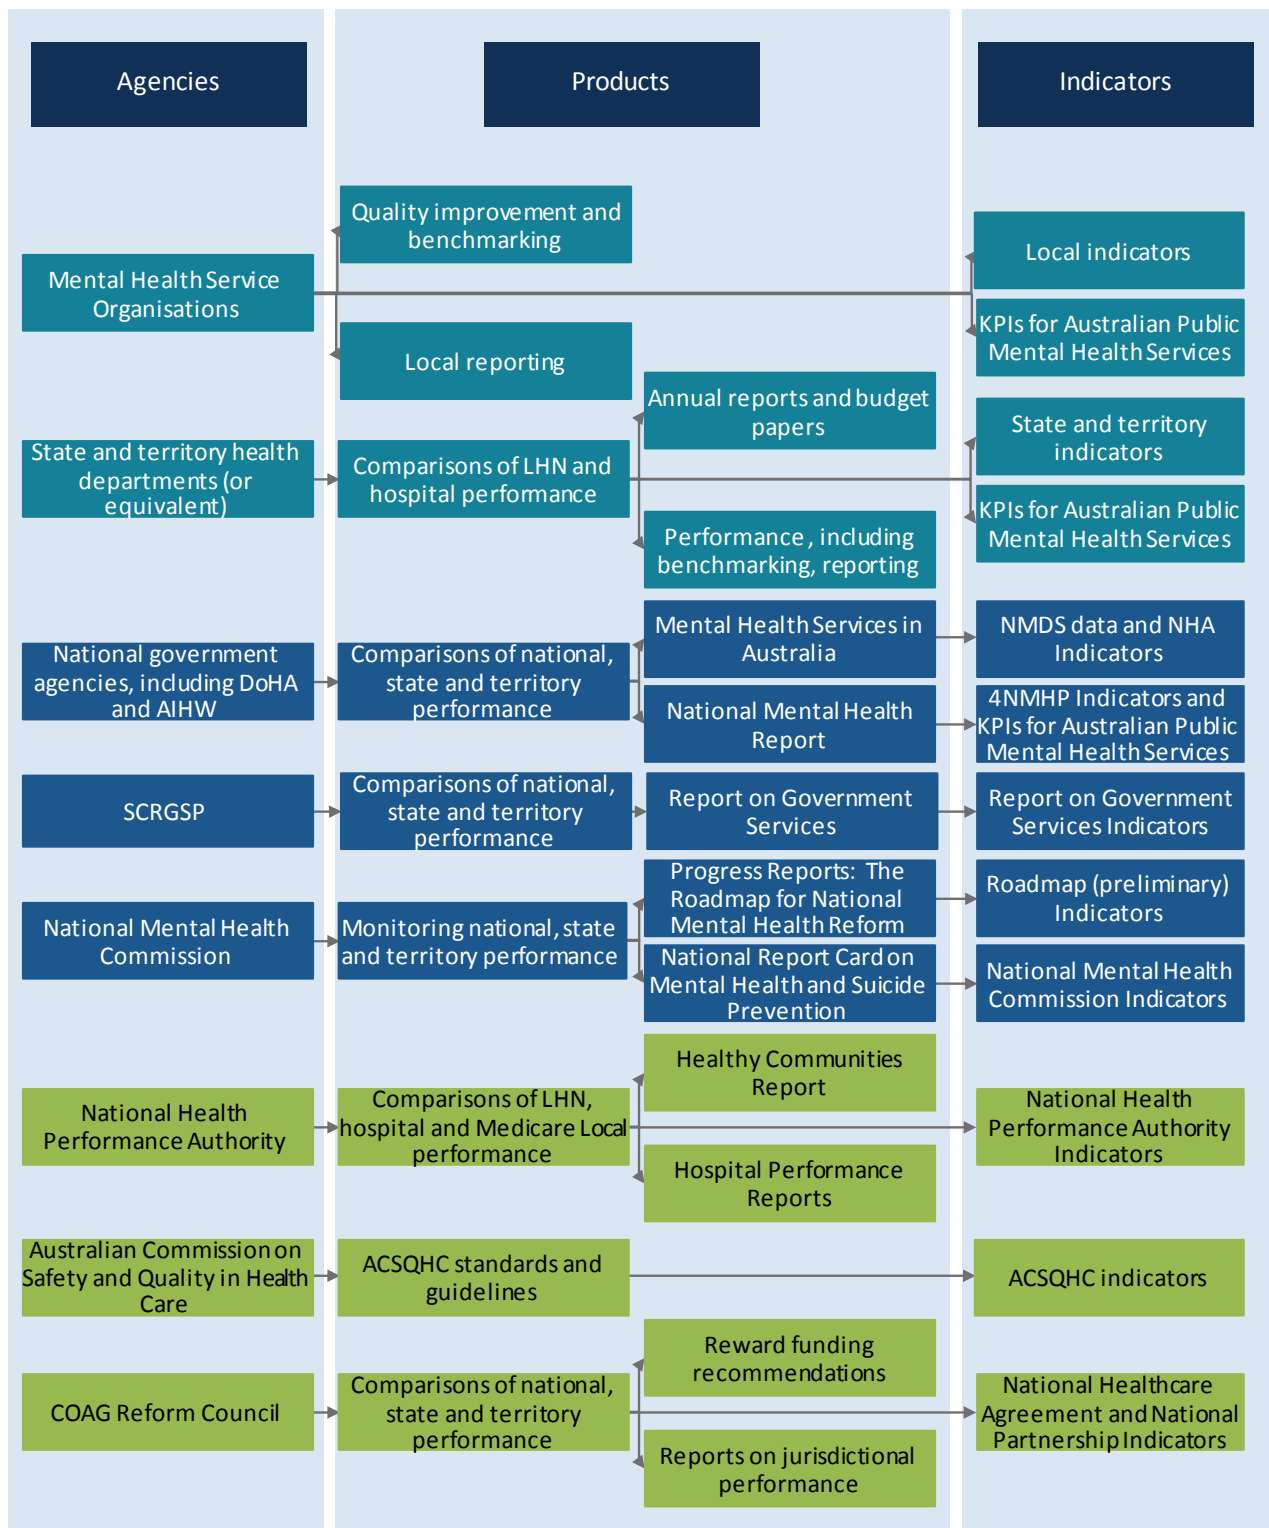 Agencies
Products
Indicators
Mental Health Service
Organisations
Quality improvement and
benchmarking
Local reporting
Local indicators
KPIs for Australian Public
Mental Health Services
State and territory health
departments (or
equivalent)
Comparisons of LHN and
hospital performance
Annual reports and budget
papers
Performance , including
benchmarking, reporting
State and territory
indicators
KPIs for Australian Public
Mental Health Services
National government
agencies, including DoHA
and AIHW
Comparisons of national,
state and territory
performance
Mental Health Services in
Australia
National Mental Health
Report
NMDS data and NHA
Indicators
4NMHP Indicators and
KPIs for Australian Public
Mental Health Services
SCRGSP
Comparisons of national,
state and territory
performance
Report on Government
Services
Report on Government
Services Indicators
National Mental Health
Commission
Monitoring national, state
and territory performance
Progress Reports: The
Roadmap for National
Mental Health Reform
National Report Card on
Mental Health and Suicide
Prevention
Roadmap (preliminary)
Indicators
National Mental Health
Commission Indicators
National Health
Performance Authority
Comparisons of LHN,
hospital and Medicare Local
performance
Healthy Communities
Report
Hospital Performance
Reports
National Health
Performance Authority
Indicators
Australian Commission on
Safety and Quality in Health
Care
ACSQHC standards and
guidelines
ACSQHC indicators
COAG Reform Council
Comparisons of national,
state and territory
performance
Reward funding
recommendations
Reports on jurisdictional
performance
National Healthcare
Agreement and National
Partnership Indicators